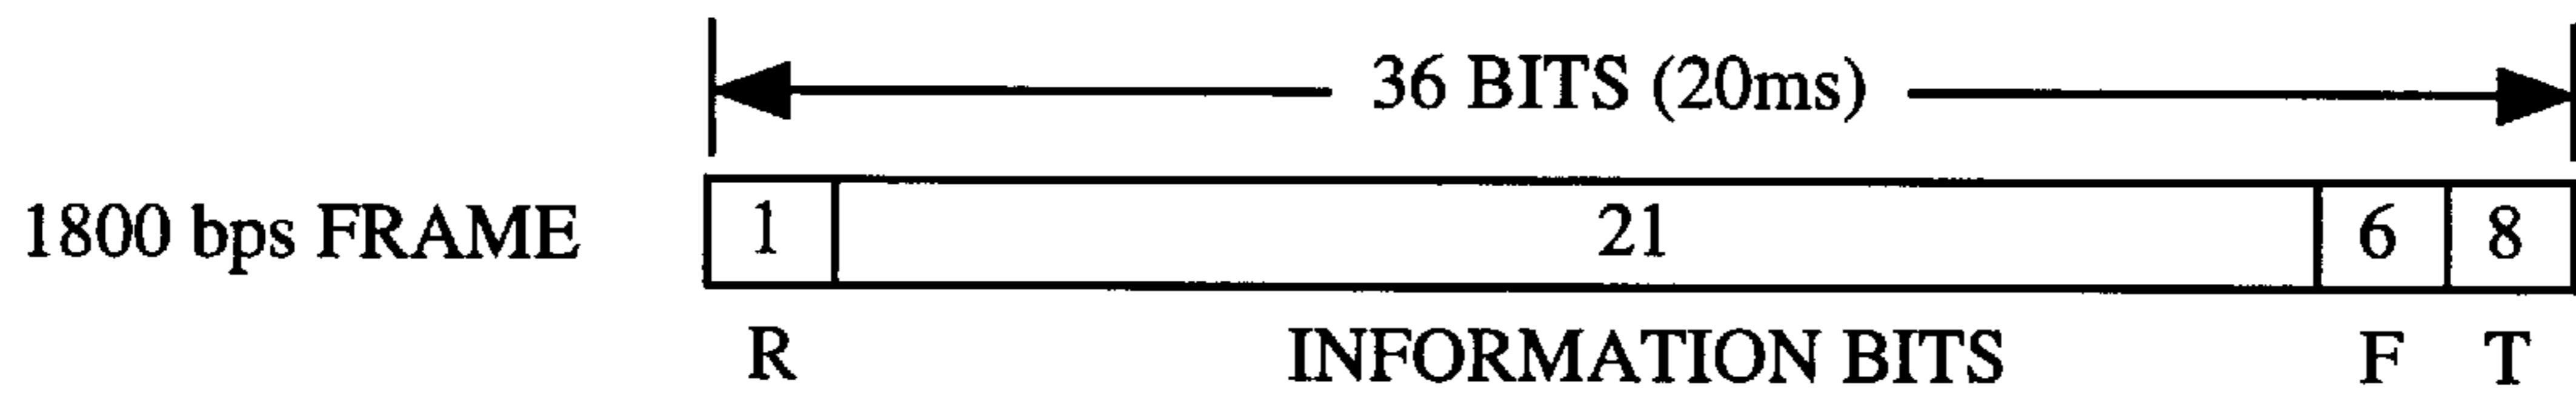 36 BITS (20ms)
1800 bps FRAME 1 21 6 8
R INFORMATION BITS F T